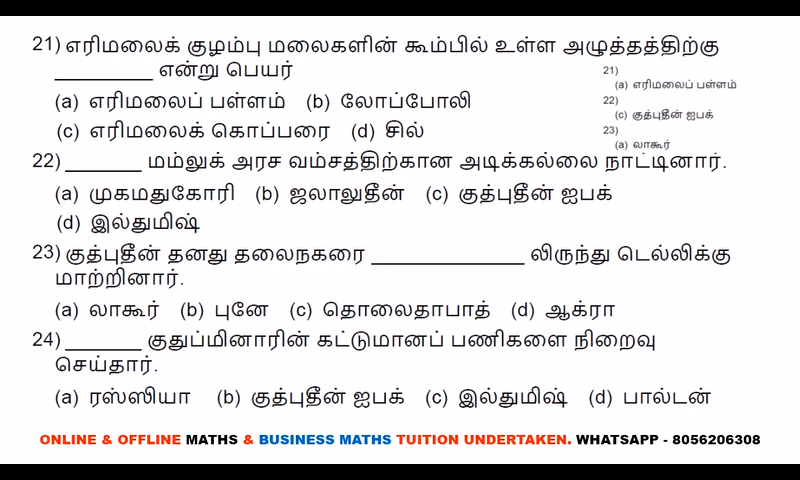 21) எரிமலைக் குழம்பு மலைகளின் கூம்பில் உள்ள அழுத்தத்திற்கு
_________ என்று பெயர்
(a) எரிமலைப் பள்ளம் (b) லோப்போலி
(c) எரிமலைக் கொப்பரை (d) சில்
21)
(a) எரிமலைப் பள்ளம்
22)
(c) குத்புதீன் ஐபக்
23)
(a) லாகூர்
22) _______ மம்லுக் அரச வம்சத்திற்கான அடிக்கல்லை நாட்டினார்.
(a) முகமதுகோரி (b) ஜலாலுதீன் (c) குத்புதீன் ஐபக்
(d) இல்துமிஷ்
23) குத்புதீன் தனது தலைநகரை ______________ லிருந்து டெல்லிக்கு
மாற்றினார்.
(a) லாகூர் (b) புனே (c) தொலைதாபாத் (d) ஆக்ரா
24) _______ குதுப்மினாரின் கட்டுமானப் பணிகளை நிறைவு
செய்தார்.
(a) ரஸ்ஸியா (b) குத்புதீன் ஐபக் (c) இல்துமிஷ் (d) பால்டன்
ONLINE & OFFLINE MATHS & BUSINESS MATHS TUITION UNDERTAKEN. WHATSAPP - 8056206308